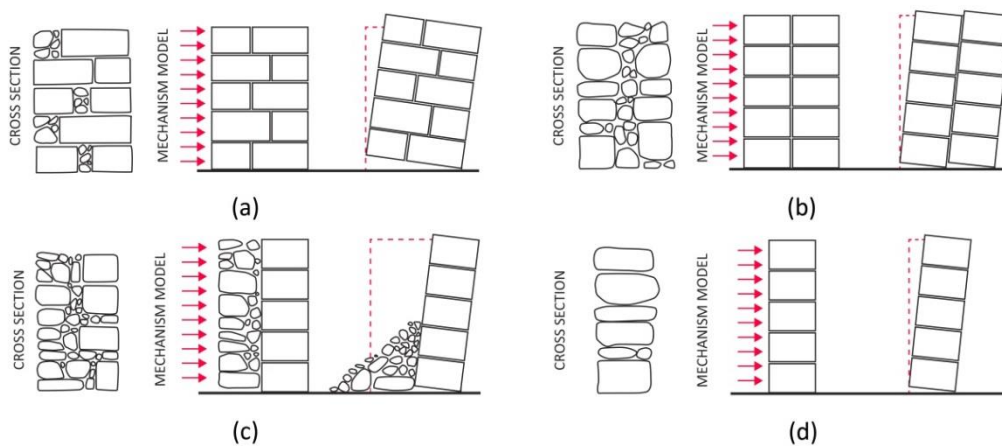 CROSS SECTION
MECHANISM MODEL
(a)
CROSS SECTION
MECHANISM MODEL
(b)
CROSS SECTION
MECHANISM MODEL
(c)
CROSS SECTION
MECHANISM MODEL
(d)